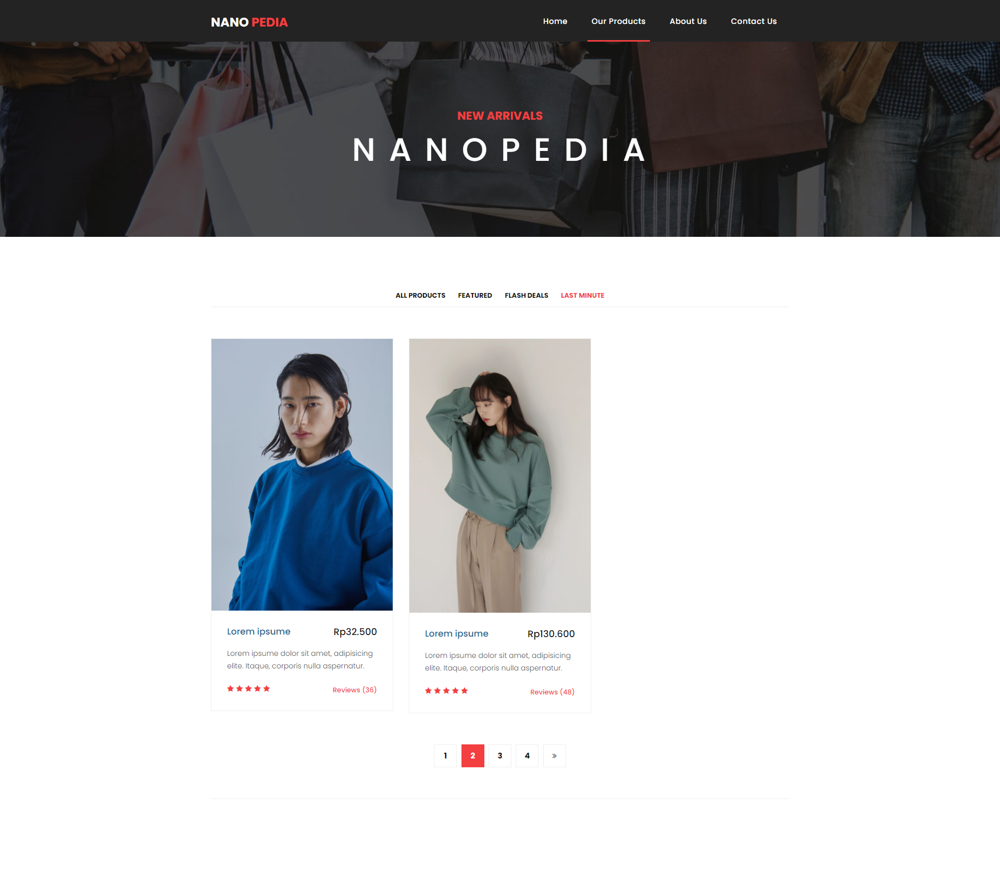 NANO PEDIA
Home Our Products About Us Contact Us
NEW ARRIVALS
NANOPEDIA
ALL PRODUCTS FEATURED FLASH DEALS LAST MINUTE
Lorem ipsume Rp32.500
Lorem ipsume dolor sit amet, adipisicing
elite. Itaque, corporis nulla aspernatur.
Reviews (36)
Lorem ipsume Rp130.600
Lorem ipsume dolor sit amet, adipisicing
elite. Itaque, corporis nulla aspernatur.
Reviews (48)
1 2 3 4 »